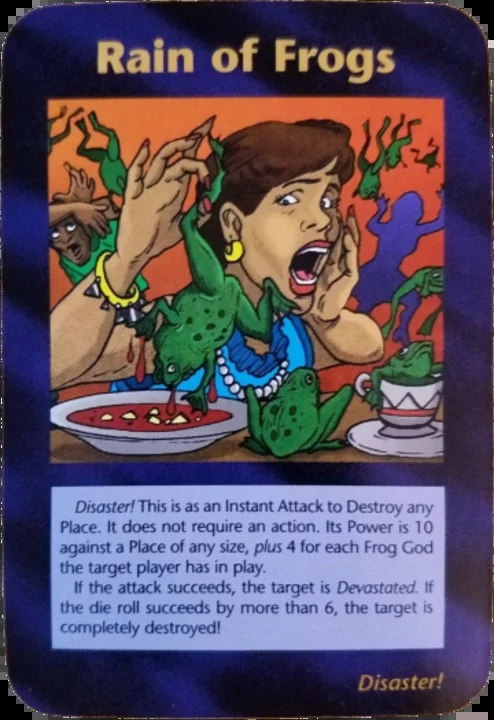 Rain of Frogs
Disaster! This is as an Instant Attack to Destroy any
Place. It does not require an action. Its Power is 10
against a Place of any size, plus 4 for each Frog God
the target player has in play.
If the attack succeeds, the target is Devastated. If
the die roll succeeds by more than 6, the target is
completely destroyed!
Disaster!